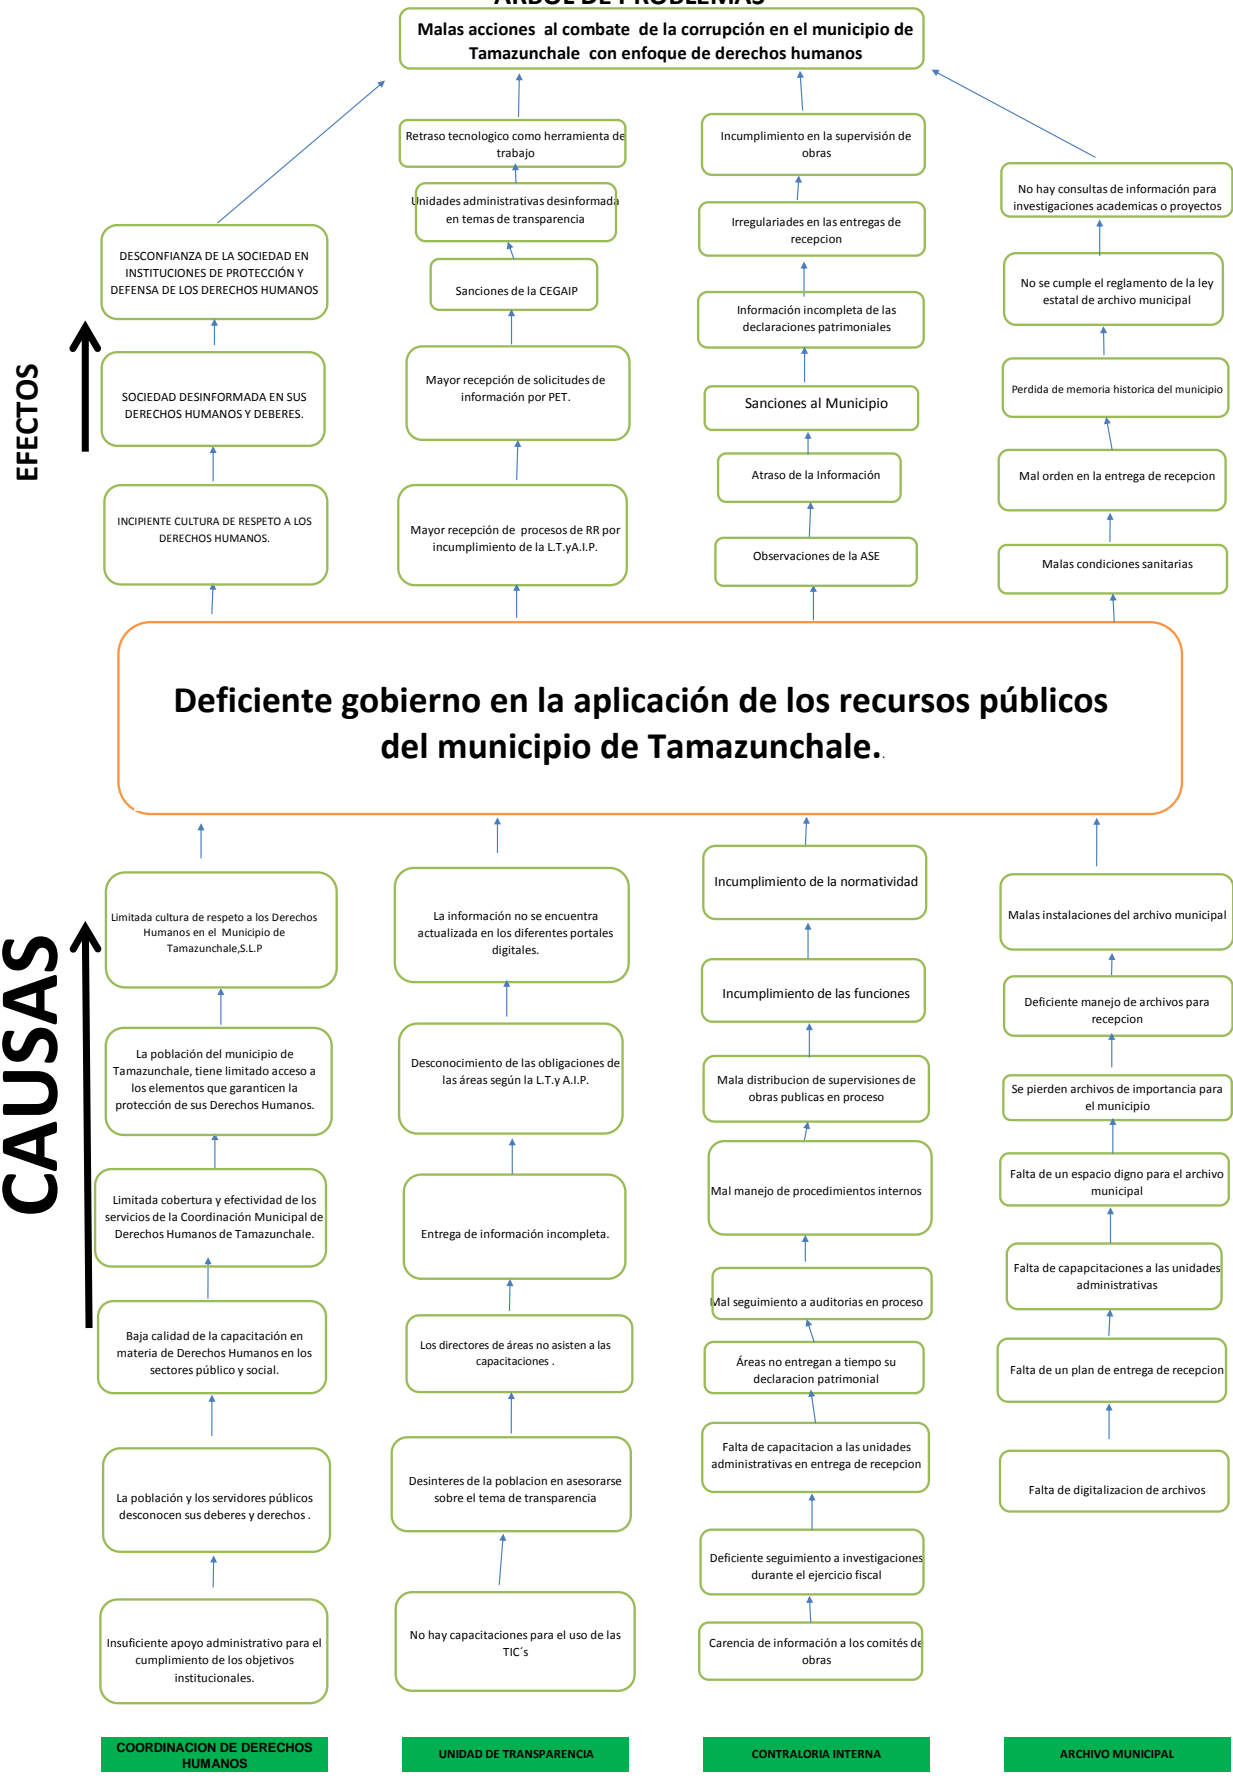 ARBOL DE PROBLEMAS
Malas acciones al combate de la corrupción en el municipio de
Tamazunchale con enfoque de derechos humanos
EFECTOS
DESCONFIANZA DE LA SOCIEDAD EN
INSTITUCIONES DE PROTECCIÓN Y
DEFENSA DE LOS DERECHOS HUMANOS
SOCIEDAD DESINFORMADA EN SUS
DERECHOS HUMANOS Y DEBERES.
INCIPIENTE CULTURA DE RESPETO A LOS
DERECHOS HUMANOS.
Retraso tecnologico como herramienta de
trabajo
Unidades administrativas desinformada
en temas de transparencia
Sanciones de la CEGAIP
Mayor recepción de solicitudes de
información por PET.
Mayor recepción de procesos de RR por
incumplimiento de la L.T.yA.I.P.
Incumplimiento en la supervisión de
obras
Irregulariades en las entregas de
recepcion
Información incompleta de las
declaraciones patrimoniales
Sanciones al Municipio
Atraso de la Información
Observaciones de la ASE
No hay consultas de información para
investigaciones academicas o proyectos
No se cumple el reglamento de la ley
estatal de archivo municipal
Perdida de memoria historica del municipio
Mal orden en la entrega de recepcion
Malas condiciones sanitarias
Deficiente gobierno en la aplicación de los recursos públicos
del municipio de Tamazunchale..
CAUSAS
Limitada cultura de respeto a los Derechos
Humanos en el Municipio de
Tamazunchale,S.L.P
La población del municipio de
Tamazunchale, tiene limitado acceso a
los elementos que garanticen la
protección de sus Derechos Humanos.
Limitada cobertura y efectividad de los
servicios de la Coordinación Municipal de
Derechos Humanos de Tamazunchale.
Baja calidad de la capacitación en
materia de Derechos Humanos en los
sectores público y social.
La población y los servidores públicos
desconocen sus deberes y derechos .
Insuficiente apoyo administrativo para el
cumplimiento de los objetivos
institucionales.
La información no se encuentra
actualizada en los diferentes portales
digitales.
Desconocimiento de las obligaciones de
las áreas según la L.T.y A.I.P.
Entrega de información incompleta.
Los directores de áreas no asisten a las
capacitaciones .
Desinteres de la poblacion en asesorarse
sobre el tema de transparencia
No hay capacitaciones para el uso de las
TIC´s
Incumplimiento de la normatividad
Incumplimiento de las funciones
Mala distribucion de supervisiones de
obras publicas en proceso
Mal manejo de procedimientos internos
Mal seguimiento a auditorias en proceso
Áreas no entregan a tiempo su
declaracion patrimonial
Falta de capacitacion a las unidades
administrativas en entrega de recepcion
Deficiente seguimiento a investigaciones
durante el ejercicio fiscal
Carencia de información a los comités de
obras
Malas instalaciones del archivo municipal
Deficiente manejo de archivos para
recepcion
Se pierden archivos de importancia para
el municipio
Falta de un espacio digno para el archivo
municipal
Falta de capapcitaciones a las unidades
administrativas
Falta de un plan de entrega de recepcion
Falta de digitalizacion de archivos
COORDINACION DE DERECHOS
HUMANOS
UNIDAD DE TRANSPARENCIA
CONTRALORIA INTERNA
ARCHIVO MUNICIPAL